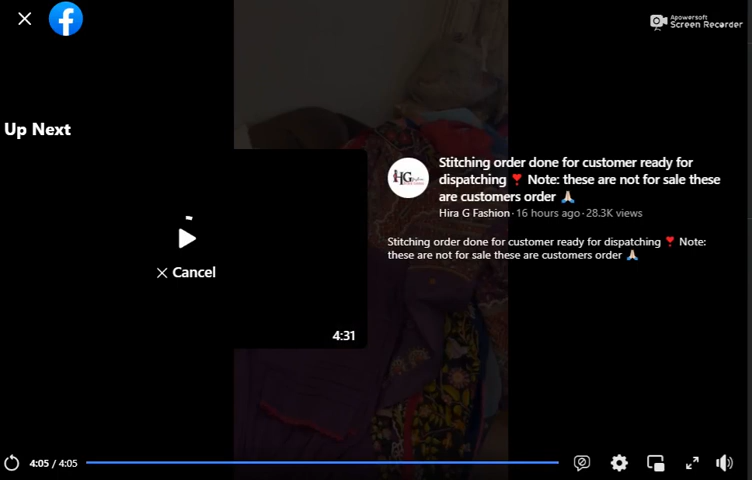 Apowersoft
Screen Recorder
Up Next
Stitching order done for customer ready for
dispatching ❣️ Note: these are not for sale these
are customers order 🙏🏻
HG
Hira G Fashion · 16 hours ago · 28.3K views
Stitching order done for customer ready for dispatching ❣️ Note:
these are not for sale these are customers order 🙏🏻
Cancel
4:31
4:05 / 4:05